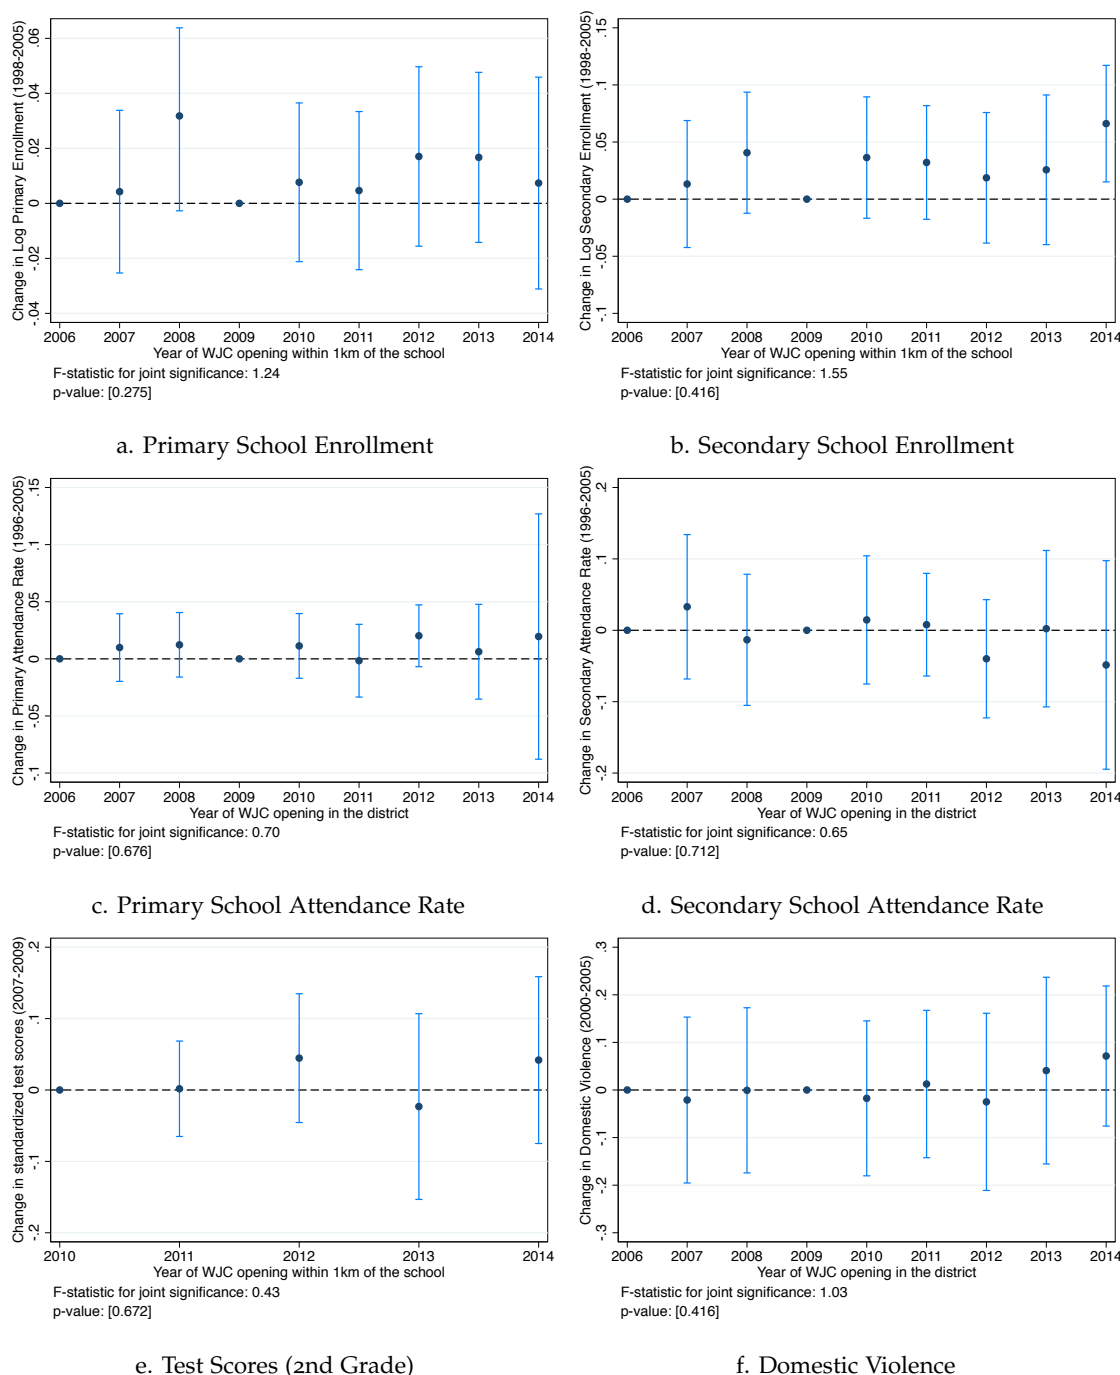 Change in Log Primary Enrollment (1998-2005)
.06
.04
.02
0
-.02
-.04
2006 2007 2008 2009 2010 2011 2012 2013 2014
Year of WJC opening within 1km of the school
F-statistic for joint significance: 1.24
p-value: [0.275]
a. Primary School Enrollment
Change in Log Secondary Enrollment (1998-2005)
.15
.1
.05
0
-.05
-.1
2006 2007 2008 2009 2010 2011 2012 2013 2014
Year of WJC opening within 1km of the school
F-statistic for joint significance: 1.55
p-value: [0.416]
b. Secondary School Enrollment
Change in Primary Attendance Rate (1996-2005)
.15
.1
.05
0
-.05
-.1
2006 2007 2008 2009 2010 2011 2012 2013 2014
Year of WJC opening in the district
F-statistic for joint significance: 0.70
p-value: [0.676]
c. Primary School Attendance Rate
Change in Secondary Attendance Rate (1996-2005)
.2
.1
0
-.1
-.2
2006 2007 2008 2009 2010 2011 2012 2013 2014
Year of WJC opening in the district
F-statistic for joint significance: 0.65
p-value: [0.712]
d. Secondary School Attendance Rate
Change in standardized test scores (2007-2009)
.2
.1
0
-.1
-.2
2010 2011 2012 2013 2014
Year of WJC opening within 1km of the school
F-statistic for joint significance: 0.43
p-value: [0.672]
e. Test Scores (2nd Grade)
Change in Domestic Violence (2000-2005)
.3
.2
.1
0
-.1
-.2
-.3
2006 2007 2008 2009 2010 2011 2012 2013 2014
Year of WJC opening in the district
F-statistic for joint significance: 1.03
p-value: [0.416]
f. Domestic Violence